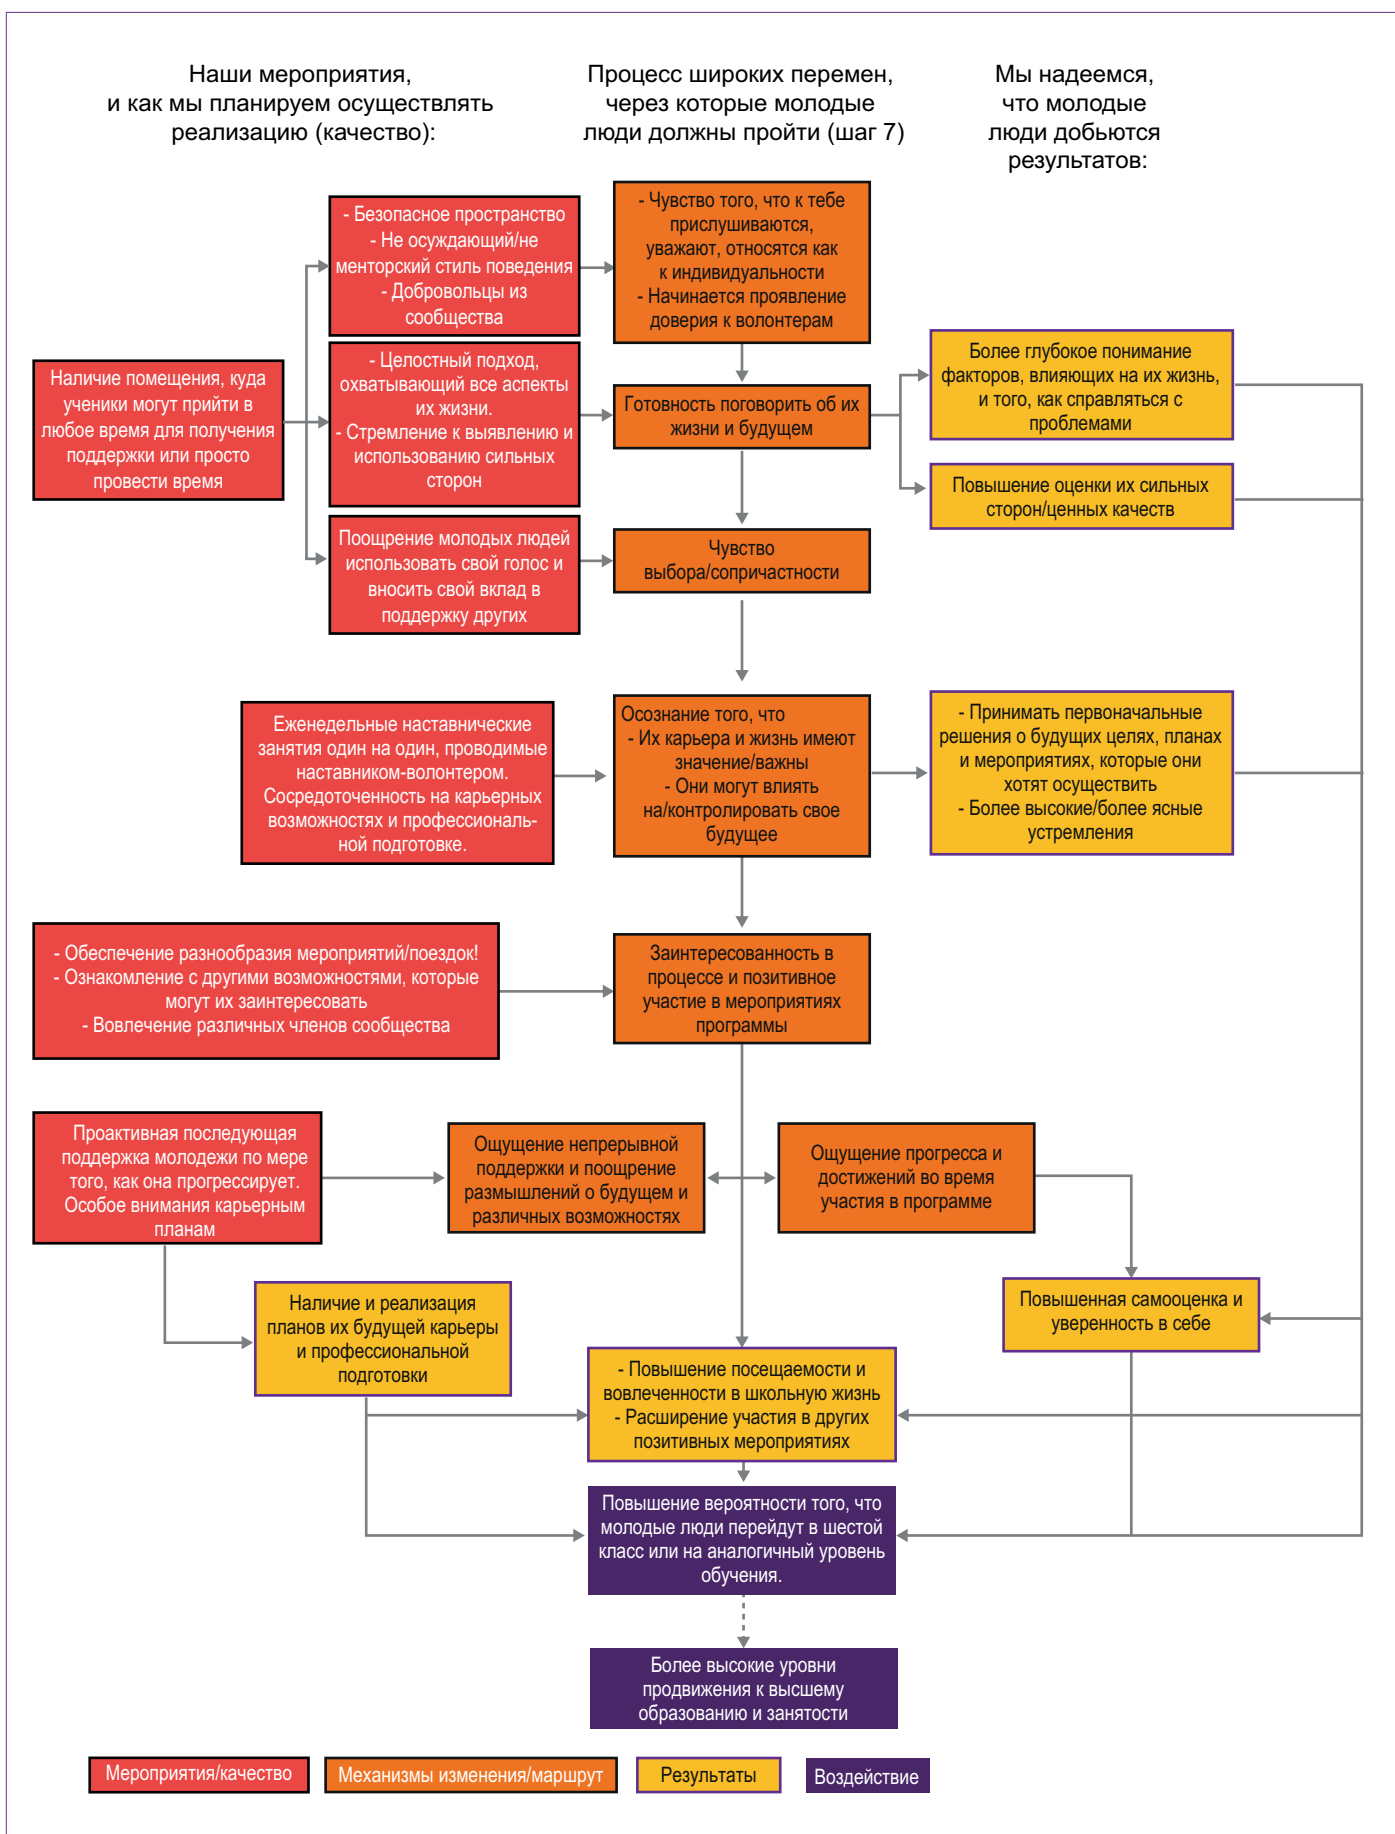 Наши мероприятия,
и как мы планируем осуществлять
реализацию (качество):
Процесс широких перемен,
через которые молодые
люди должны пройти (шаг 7)
Мы надеемся,
что молодые
люди добьются
результатов:
- Безопасное пространство
- Не осуждающий/не
менторский стиль поведения
- Добровольцы из
сообщества
- Чувство того, что к тебе
прислушиваются,
уважают, относятся как
к индивидуальности
- Начинается проявление
доверия к волонтерам
Наличие помещения, куда
ученики могут прийти в
любое время для получения
поддержки или просто
провести время
- Целостный подход,
охватывающий все аспекты
их жизни.
- Стремление к выявлению и
использованию сильных
сторон
Готовность поговорить об их
жизни и будущем
Более глубокое понимание
факторов, влияющих на их жизнь,
и того, как справляться с
проблемами
Повышение оценки их сильных
сторон/ценных качеств
Поощрение молодых людей
использовать свой голос и
вносить свой вклад в
поддержку других
Чувство
выбора/сопричастности
Еженедельные наставнические
занятия один на один, проводимые
наставником-волонтером.
Сосредоточенность на карьерных
возможностях и профессиональ-
ной подготовке.
Осознание того, что
- Их карьера и жизнь имеют
значение/важны
- Они могут влиять
на/контролировать свое
будущее
- Принимать первоначальные
решения о будущих целях, планах
и мероприятиях, которые они
хотят осуществить
- Более высокие/более ясные
устремления
- Обеспечение разнообразия мероприятий/поездок!
- Ознакомление с другими возможностями, которые
могут их заинтересовать
- Вовлечение различных членов сообщества
Заинтересованность в
процессе и позитивное
участие в мероприятиях
программы
Проактивная последующая
поддержка молодежи по мере
того, как она прогрессирует.
Особое внимания карьерным
планам
Ощущение непрерывной
поддержки и поощрение
размышлений о будущем и
различных возможностях
Ощущение прогресса и
достижений во время
участия в программе
Наличие и реализация
планов их будущей карьеры
и профессиональной
подготовки
Повышенная самооценка и
уверенность в себе
- Повышение посещаемости и
вовлеченности в школьную жизнь
- Расширение участия в других
позитивных мероприятиях
Повышение вероятности того, что
молодые люди перейдут в шестой
класс или на аналогичный уровень
обучения.
Более высокие уровни
продвижения к высшему
образованию и занятости
Мероприятия/качество
Механизмы изменения/маршрут
Результаты
Воздействие